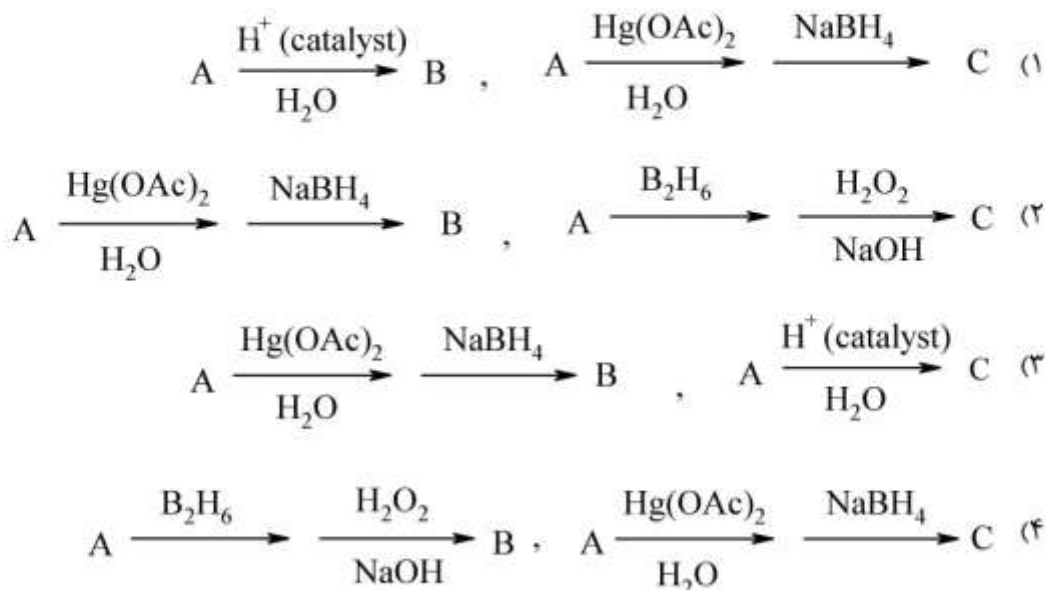 A H⁺ (catalyst) H₂O B , A Hg(OAc)₂ H₂O NaBH₄ C (۱
A Hg(OAc)₂ H₂O NaBH₄ B , A B₂H₆ H₂O₂ NaOH C (۲
A Hg(OAc)₂ H₂O NaBH₄ B , A H⁺ (catalyst) H₂O C (۳
A B₂H₆ H₂O₂ NaOH B , A Hg(OAc)₂ H₂O NaBH₄ C (۴